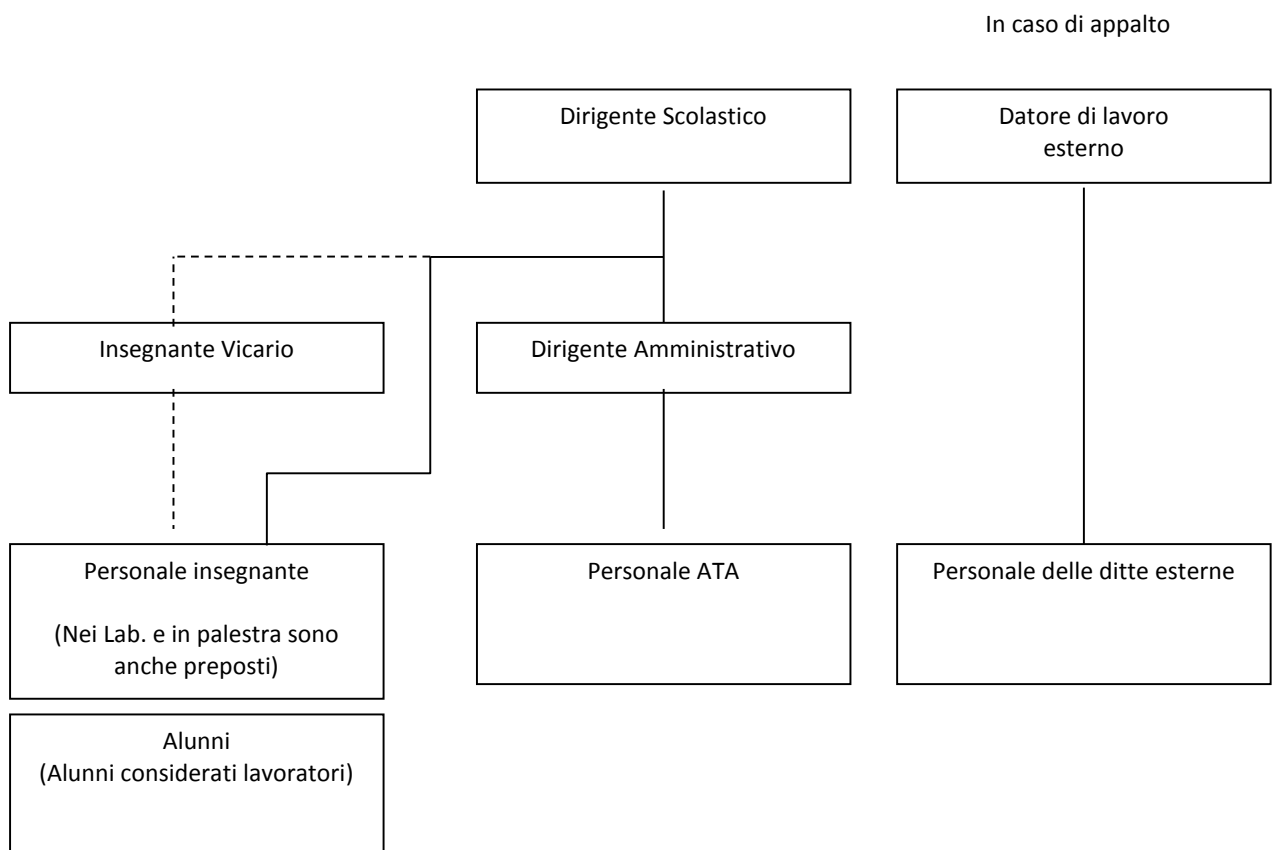 In caso di appalto
Dirigente Scolastico
Datore di lavoro
esterno
Insegnante Vicario
Dirigente Amministrativo
Personale insegnante
(Nei Lab. e in palestra sono
anche preposti)
Personale ATA
Personale delle ditte esterne
Alunni
(Alunni considerati lavoratori)